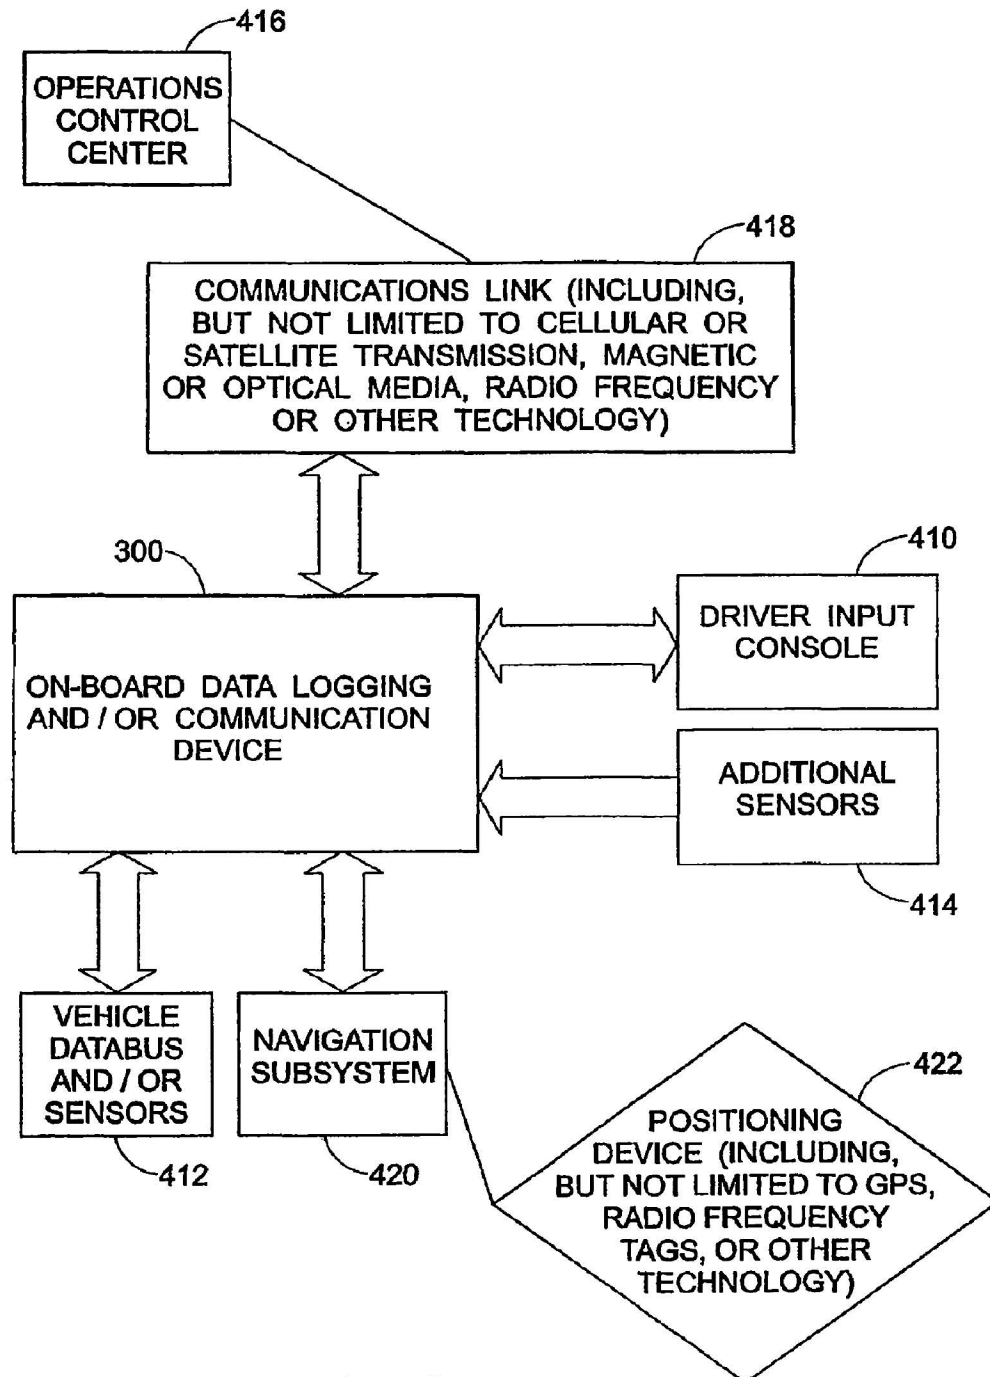 416
OPERATIONS
CONTROL
CENTER
418
COMMUNICATIONS LINK (INCLUDING,
BUT NOT LIMITED TO CELLULAR OR
SATELLITE TRANSMISSION, MAGNETIC
OR OPTICAL MEDIA, RADIO FREQUENCY
OR OTHER TECHNOLOGY)
300
410
DRIVER INPUT
CONSOLE
ON-BOARD DATA LOGGING
AND / OR COMMUNICATION
DEVICE
ADDITIONAL
SENSORS
414
VEHICLE
DATABUS
AND / OR
SENSORS
412
NAVIGATION
SUBSYSTEM
420
422
POSITIONING
DEVICE (INCLUDING,
BUT NOT LIMITED TO GPS,
RADIO FREQUENCY
TAGS, OR OTHER
TECHNOLOGY)